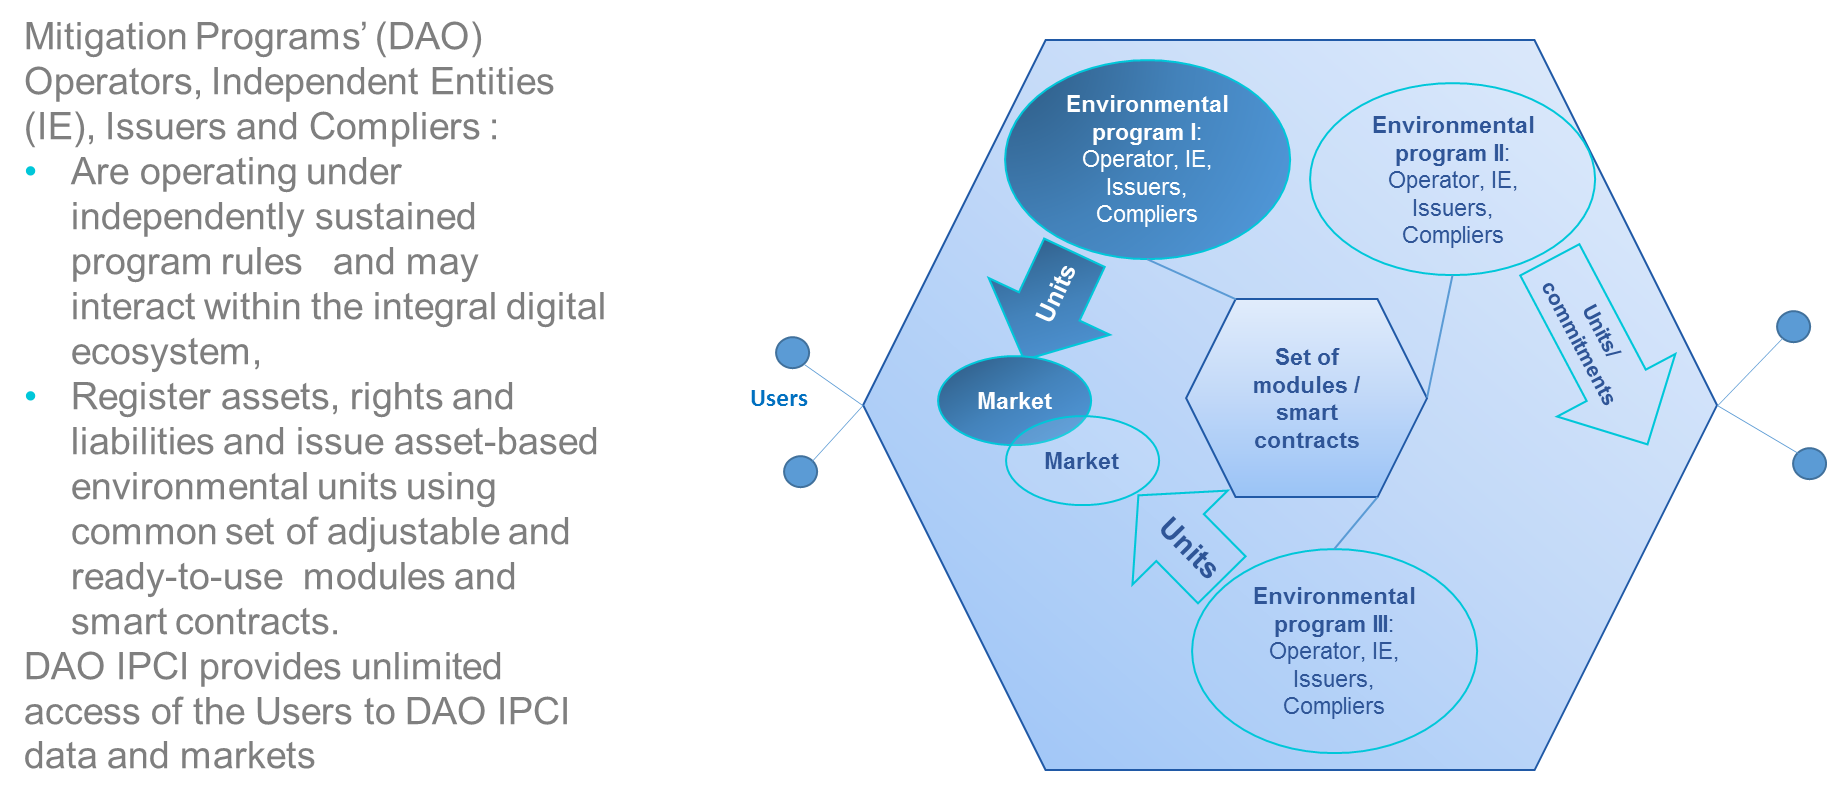 Mitigation Programs’ (DAO)
Operators, Independent Entities
(IE), Issuers and Compliers :
• Are operating under
independently sustained
program rules and may
interact within the integral digital
ecosystem,
• Register assets, rights and
liabilities and issue asset-based
environmental units using
common set of adjustable and
ready-to-use modules and
smart contracts.
DAO IPCI provides unlimited
access of the Users to DAO IPCI
data and markets
Environmental
program I:
Operator, IE,
Issuers,
Compliers
Environmental
program II:
Operator, IE,
Issuers,
Compliers
Units
Units/
commitments
Set of
modules /
smart
contracts
Users
Market
Market
Units
Environmental
program III:
Operator, IE,
Issuers,
Compliers